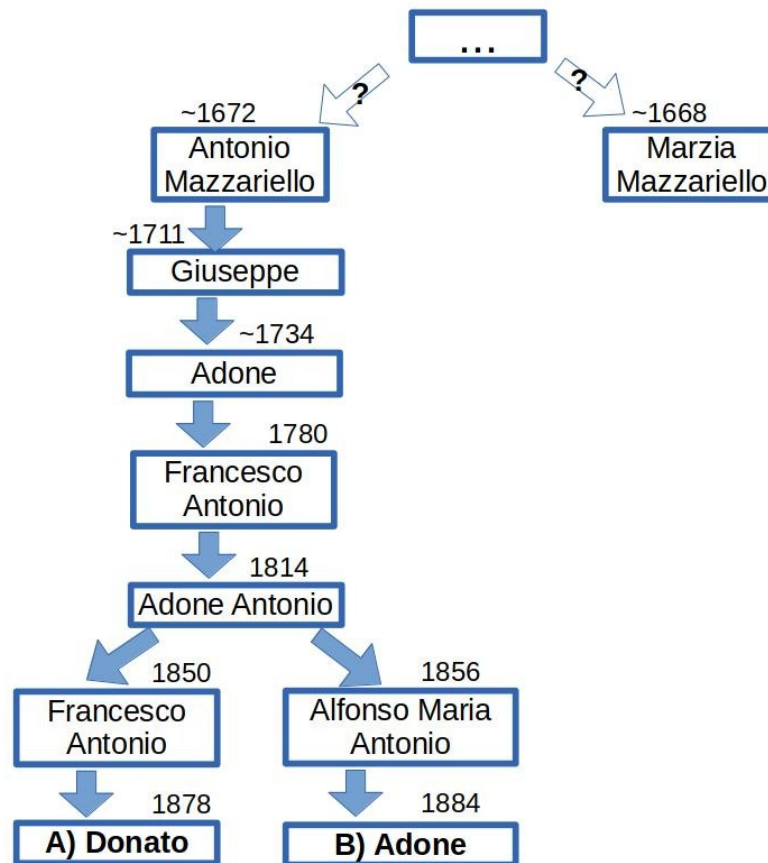 ...
? ?
~1672 ~1668
Antonio Marzia
Mazzariello Mazzariello
~1711
Giuseppe
~1734
Adone
1780
Francesco
Antonio
1814
Adone Antonio
1850 1856
Francesco Alfonso Maria
Antonio Antonio
1878 1884
A) Donato B) Adone